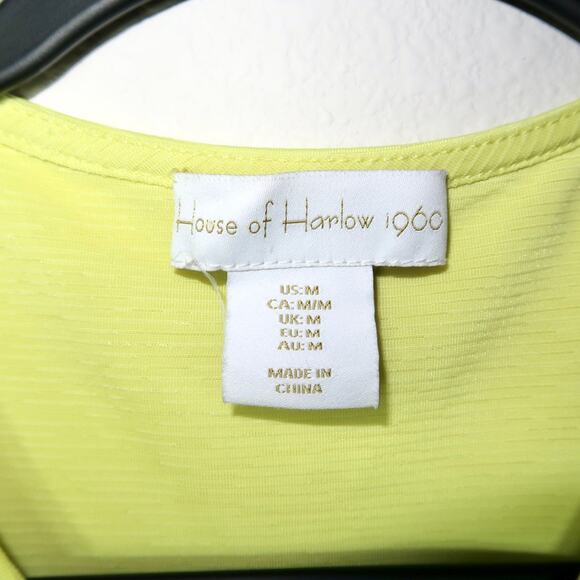 House of Harlow 1960
US:M
CA:M/M
UK:M
EU:M
AU:M
MADE IN
CHINA